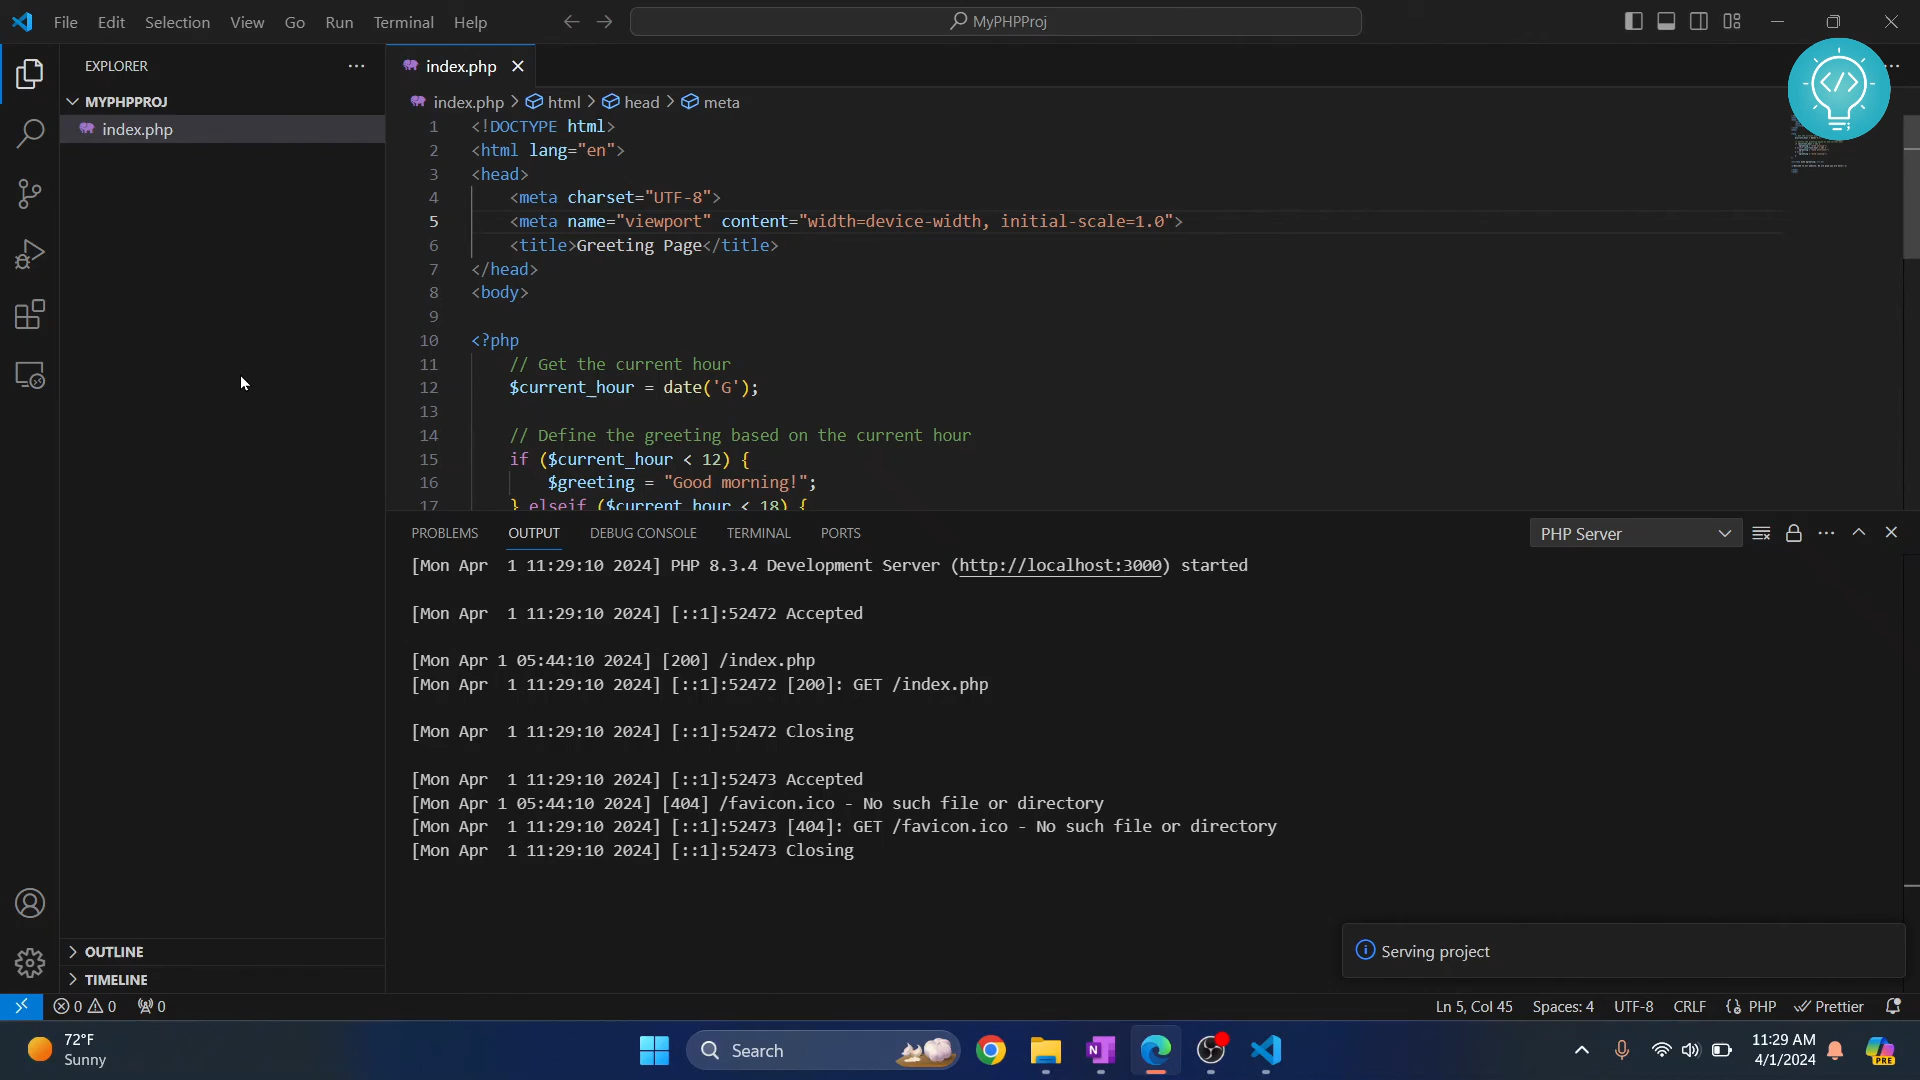 File Edit Selection View Go Run Terminal Help
MyPHPProj
EXPLORER
MYPHPPROJ
index.php
index.php
index.php > html > head > meta
1 <!DOCTYPE html>
2 <html lang="en">
3 <head>
4 <meta charset="UTF-8">
5 <meta name="viewport" content="width=device-width, initial-scale=1.0">
6 <title>Greeting Page</title>
7 </head>
8 <body>
9
10 <?php
11 // Get the current hour
12 $current_hour = date('G');
13
14 // Define the greeting based on the current hour
15 if ($current_hour < 12) {
16 $greeting = "Good morning!";
17 } elseif ($current_hour < 18) {
PROBLEMS OUTPUT DEBUG CONSOLE TERMINAL PORTS
PHP Server
[Mon Apr  1 11:29:10 2024] PHP 8.3.4 Development Server (http://localhost:3000) started
[Mon Apr  1 11:29:10 2024] [::1]:52472 Accepted
[Mon Apr 1 05:44:10 2024] [200] /index.php
[Mon Apr  1 11:29:10 2024] [::1]:52472 [200]: GET /index.php
[Mon Apr  1 11:29:10 2024] [::1]:52472 Closing
[Mon Apr  1 11:29:10 2024] [::1]:52473 Accepted
[Mon Apr 1 05:44:10 2024] [404] /favicon.ico - No such file or directory
[Mon Apr  1 11:29:10 2024] [::1]:52473 [404]: GET /favicon.ico - No such file or directory
[Mon Apr  1 11:29:10 2024] [::1]:52473 Closing
OUTLINE
TIMELINE
Serving project
0 0 0
Ln 5, Col 45 Spaces: 4 UTF-8 CRLF PHP Prettier
72°F
Sunny
Search
11:29 AM
4/1/2024
PRE